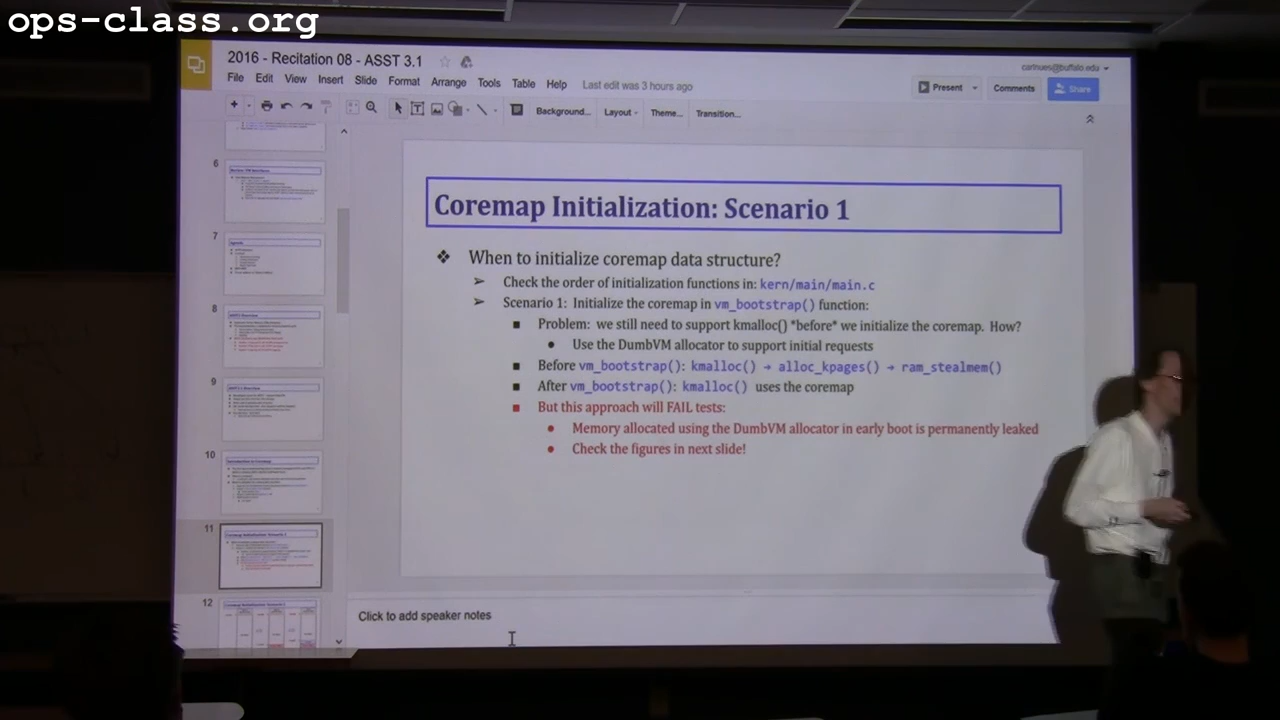 ops-class.org
2016 - Recitation 08 - ASST 3.1
cartnues@buffalo.edu
File Edit View Insert Slide Format Arrange Tools Table Help Last edit was 3 hours ago
Present Comments Share
Background... Layout Theme... Transition...
Coremap Initialization: Scenario 1
❖ When to initialize coremap data structure?
➢ Check the order of initialization functions in: kern/main/main.c
➢ Scenario 1: Initialize the coremap in vm_bootstrap() function:
■ Problem: we still need to support kmalloc() *before* we initialize the coremap. How?
● Use the DumbVM allocator to support initial requests
■ Before vm_bootstrap(): kmalloc() → alloc_kpages() → ram_stealmem()
■ After vm_bootstrap(): kmalloc() uses the coremap
■ But this approach will FAIL tests:
● Memory allocated using the DumbVM allocator in early boot is permanently leaked
● Check the figures in next slide!
6
7
8
9
10
11
12
Click to add speaker notes